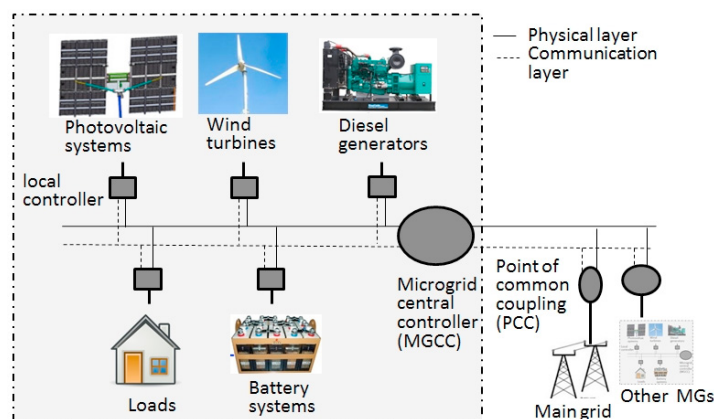 Physical layer
Communication
layer
Photovoltaic
systems
Wind
turbines
Diesel
generators
local
controller
Microgrid
central
controller
(MGCC)
Point of
common
coupling
(PCC)
Loads
Battery
systems
Main grid
Other MGs